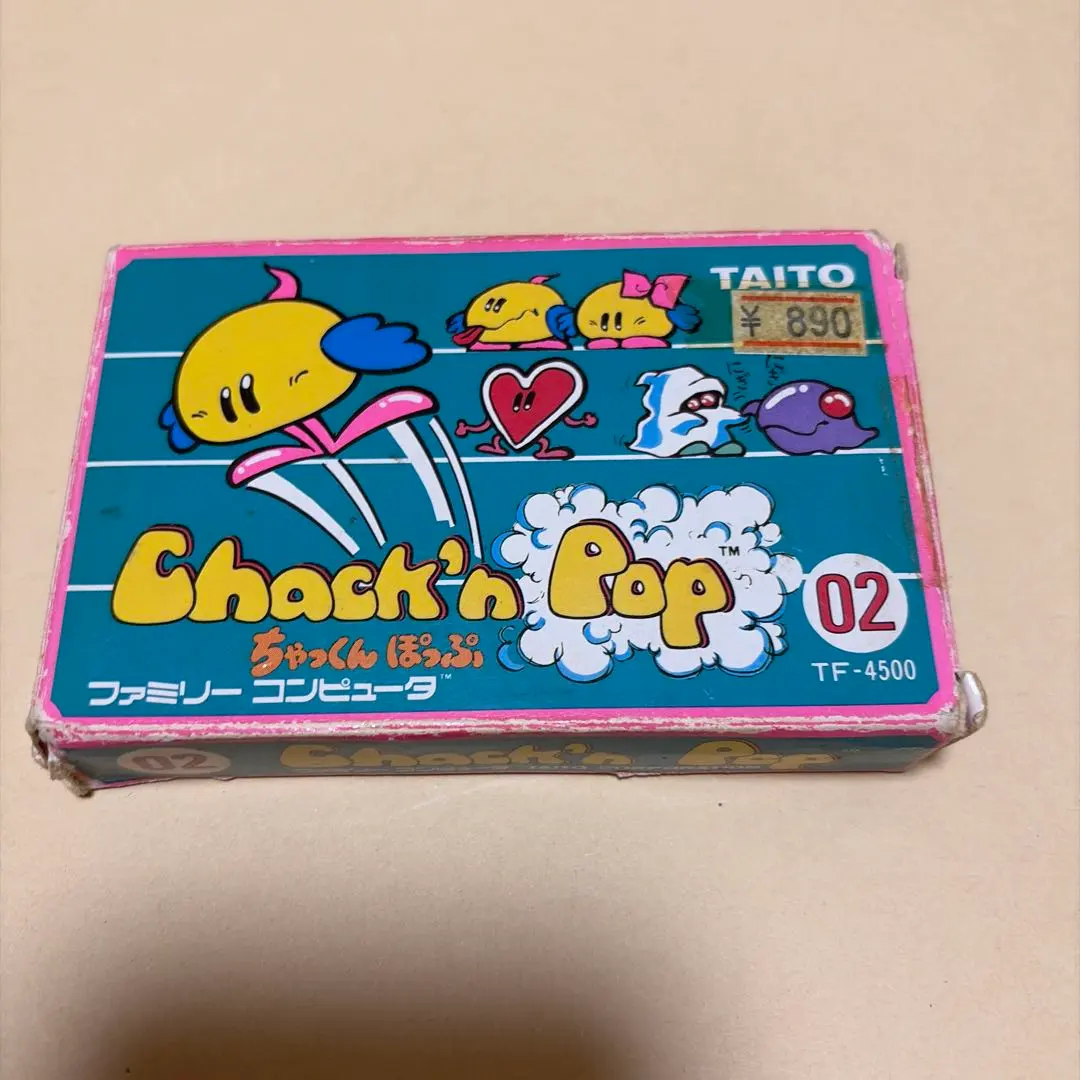 TAITO
¥ 890
Chack'n Pop™
ちゃっくん ぽっぷ
02
ファミリー コンピュータ™
TF-4500
02
Chack'n Pop